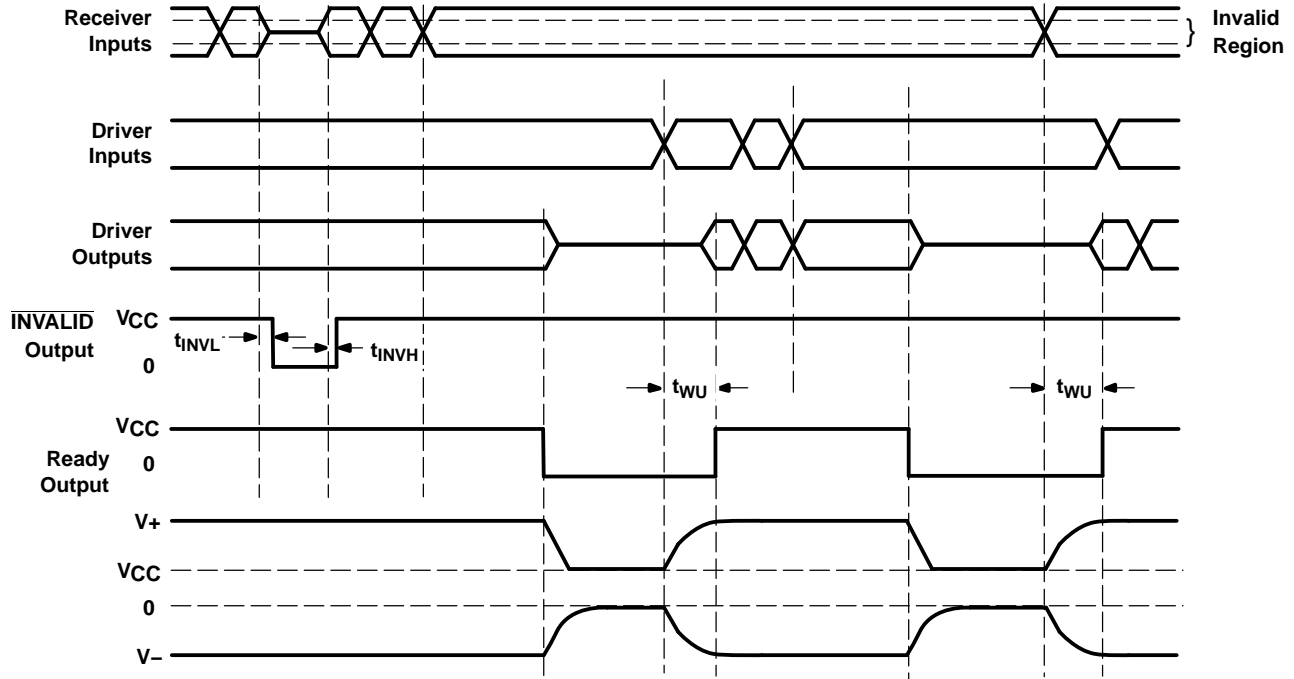 Receiver
Inputs
}
Invalid
Region
Driver
Inputs
Driver
Outputs
INVALID
Output
VCC
tINVL
tINVH
0
tWU
tWU
VCC
Ready
Output
0
V+
VCC
0
V–